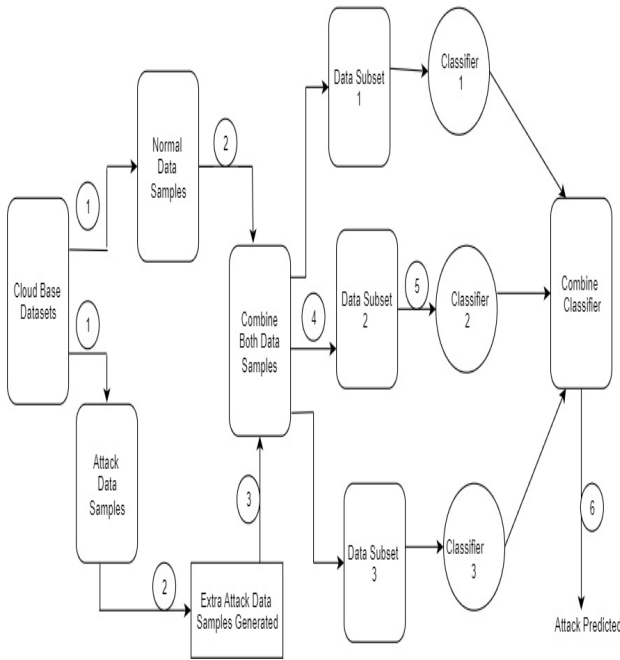 Cloud Base
Datasets
1
1
Normal
Data
Samples
2
Attack
Data
Samples
2
Extra Attack Data
Samples Generated
3
Combine
Both Data
Samples
4
Data Subset
1
Classifier
1
Data Subset
2
5
Classifier
2
Data Subset
3
Classifier
3
Combine
Classifier
6
Attack Predicted